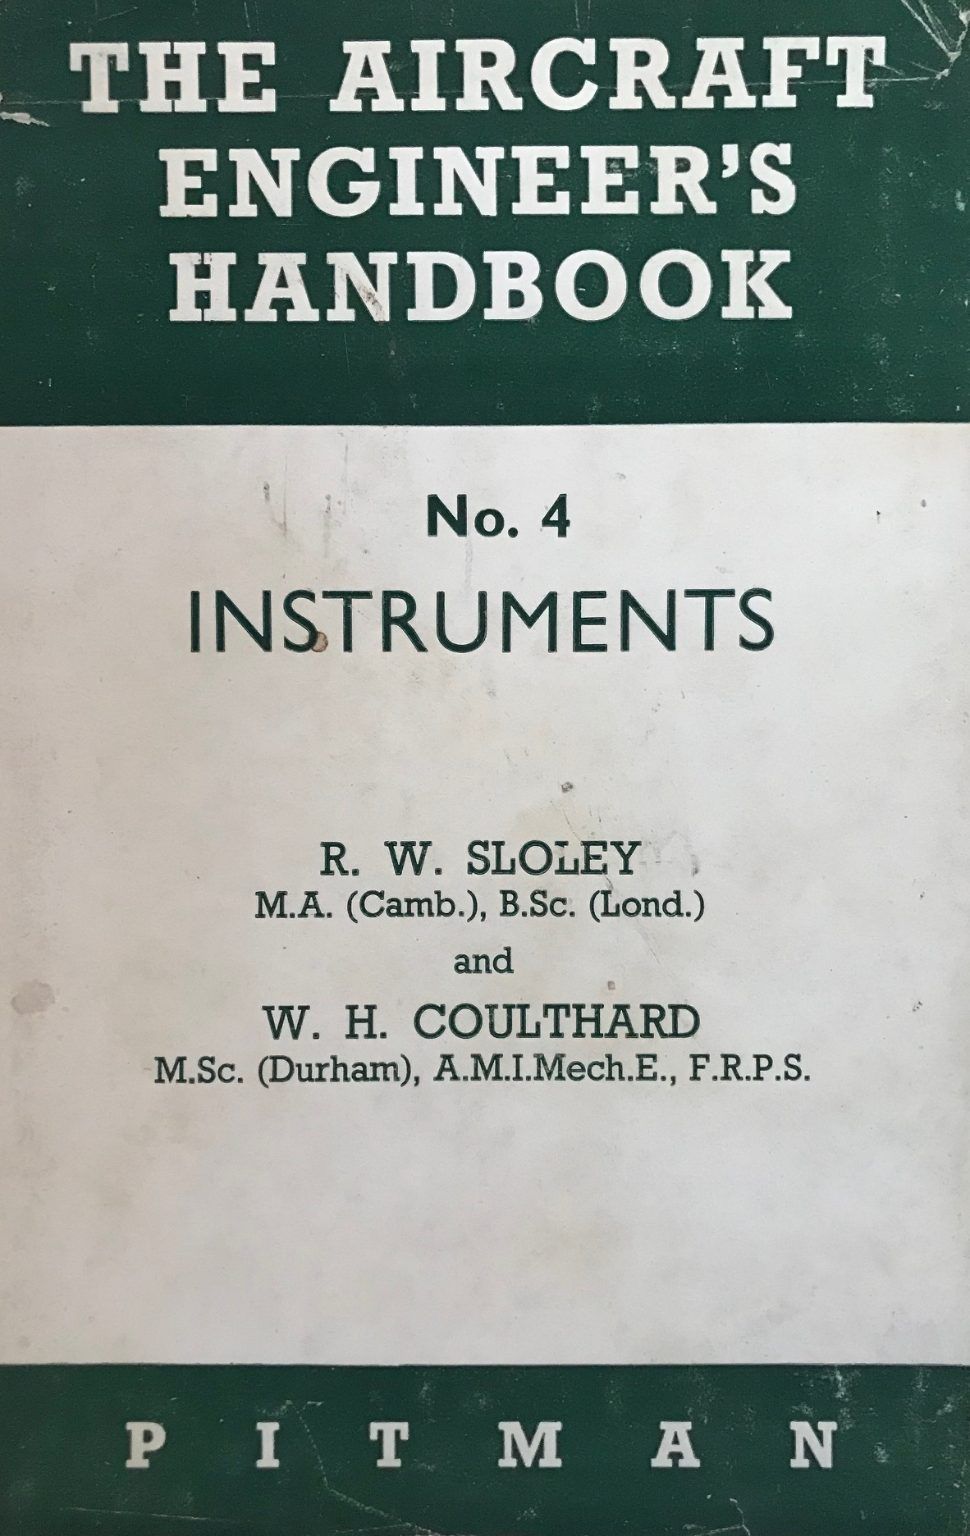 THE AIRCRAFT
ENGINEER'S
HANDBOOK
No. 4
INSTRUMENTS
R. W. SLOLEY
M.A. (Camb.), B.Sc. (Lond.)
and
W. H. COULTHARD
M.Sc. (Durham), A.M.I.Mech.E., F.R.P.S.
PITMAN